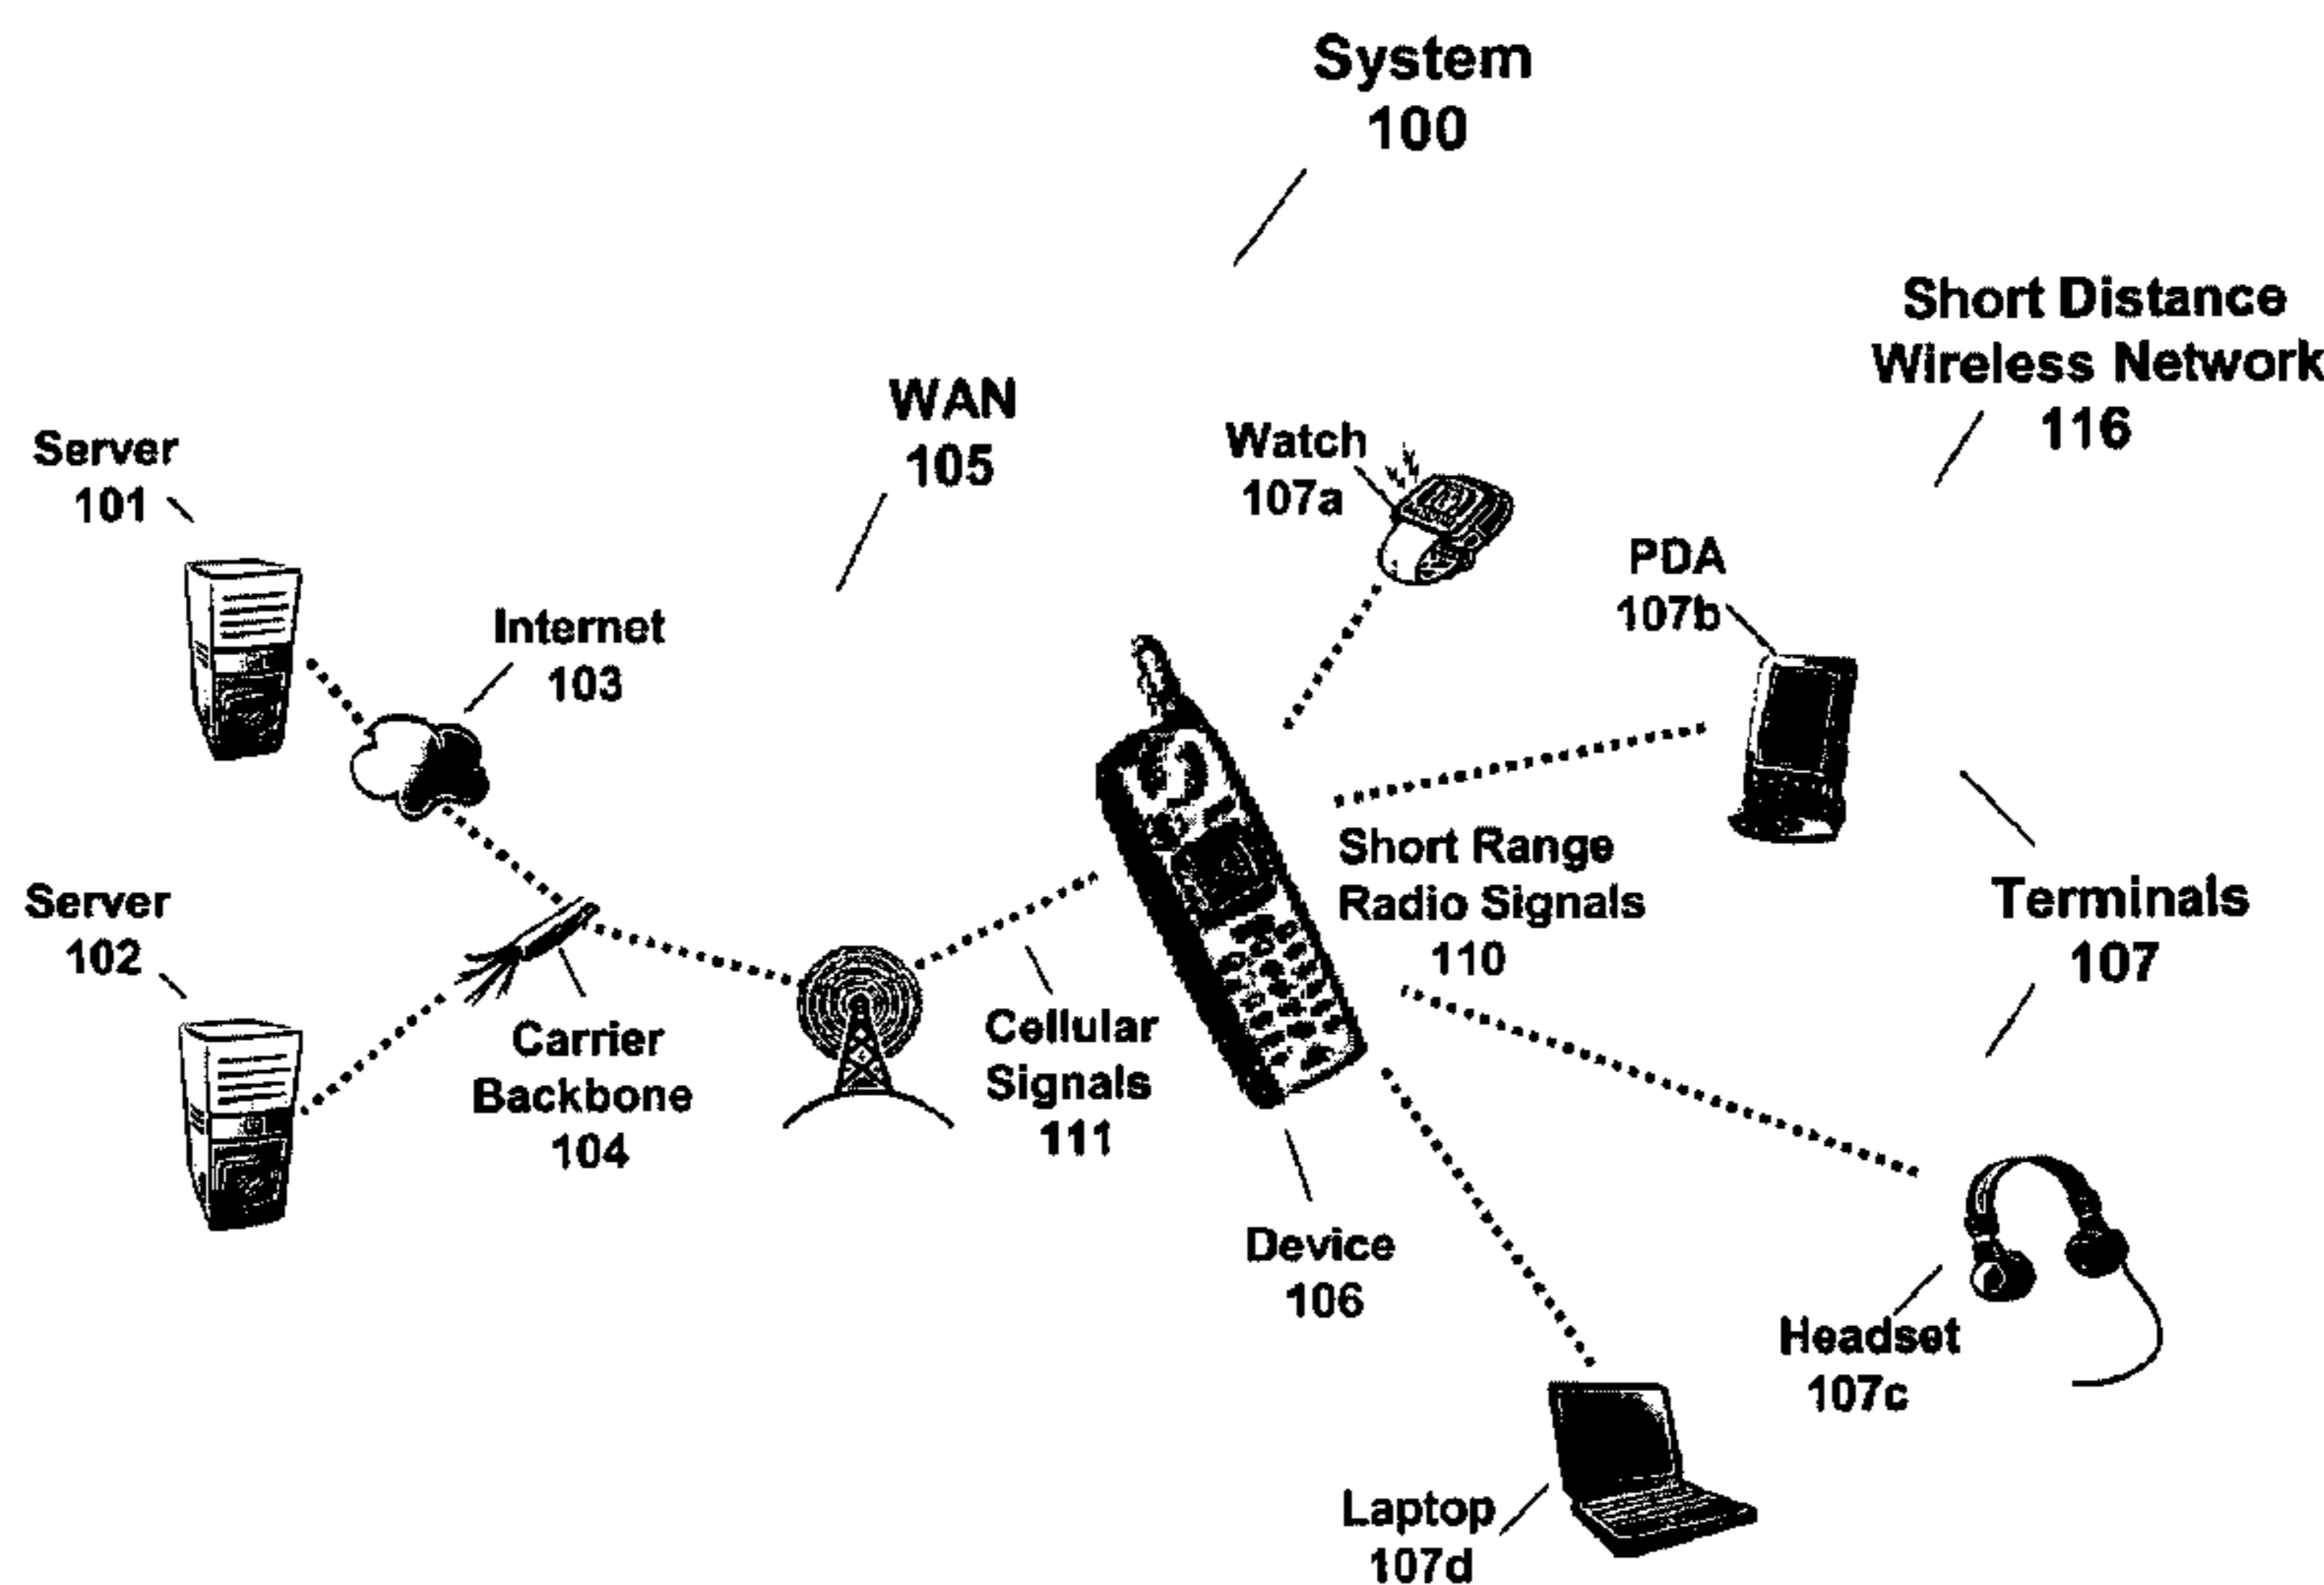 System
100
Short Distance
Wireless Network
116
WAN
105
Watch
107a
Server
101
PDA
107b
Internet
103
Short Range
Radio Signals
110
Terminals
107
Server
102
Carrier
Backbone
104
Cellular
Signals
111
Device
106
Headset
107c
Laptop
107d